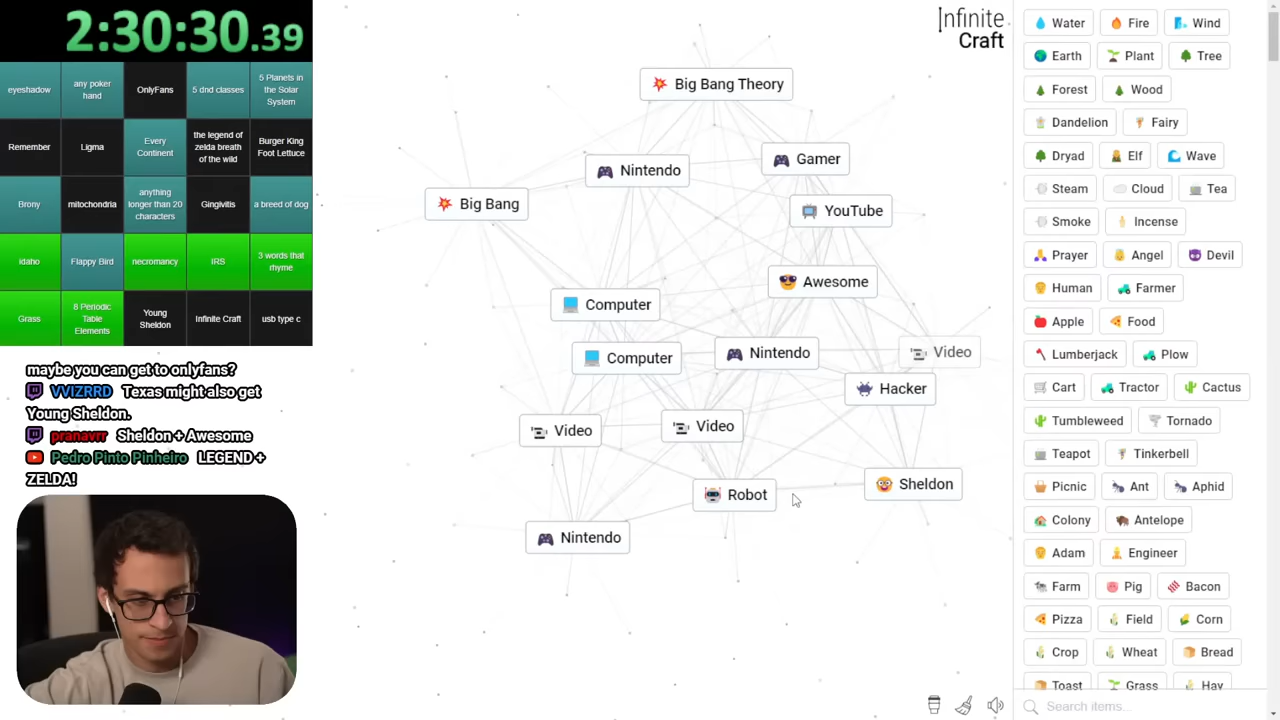 2:30:30.39
eyeshadow
any poker
hand
OnlyFans
5 dnd classes
5 Planets in
the Solar
System
Remember
Ligma
Every
Continent
the legend of
zelda breath
of the wild
Burger King
Foot Lettuce
Brony
mitochondria
anything
longer than 20
characters
Gingivitis
a breed of dog
Idaho
Flappy Bird
necromancy
IRS
3 words that
rhyme
Grass
8 Periodic
Table
Elements
Young
Sheldon
Infinite Craft
usb type c
maybe you can get to onlyfans?
VVIZRRD Texas might also get
Young Sheldon.
pranavrr Sheldon + Awesome
Pedro Pinto Pinheiro LEGEND +
ZELDA!
Infinite
Craft
Big Bang Theory
Gamer
Nintendo
Big Bang
YouTube
Awesome
Computer
Nintendo
Video
Computer
Hacker
Video
Video
Sheldon
Robot
Nintendo
Water Fire Wind
Earth Plant Tree
Forest Wood
Dandelion Fairy
Dryad Elf Wave
Steam Cloud Tea
Smoke Incense
Prayer Angel Devil
Human Farmer
Apple Food
Lumberjack Plow
Cart Tractor Cactus
Tumbleweed Tornado
Teapot Tinkerbell
Picnic Ant Aphid
Colony Antelope
Adam Engineer
Farm Pig Bacon
Pizza Field Corn
Crop Wheat Bread
Toast Grass Hay
Search items...